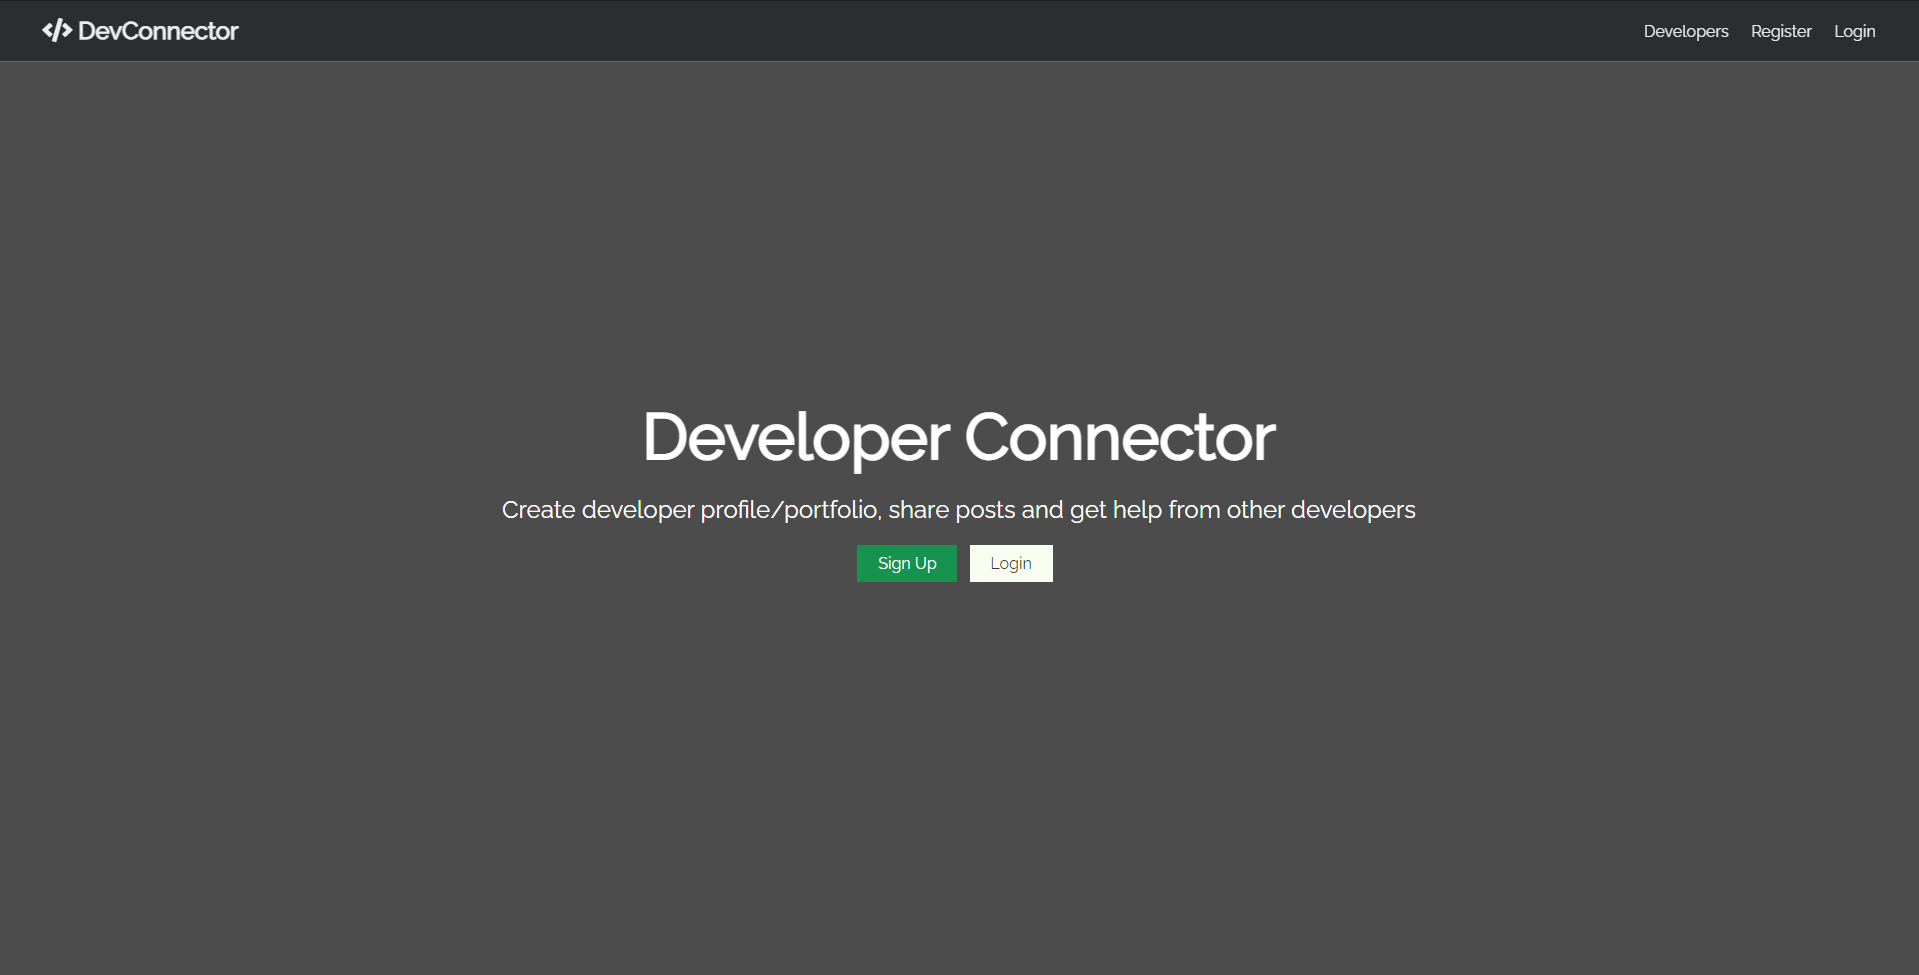 </> DevConnector
Developers Register Login
Developer Connector
Create developer profile/portfolio, share posts and get help from other developers
Sign Up Login